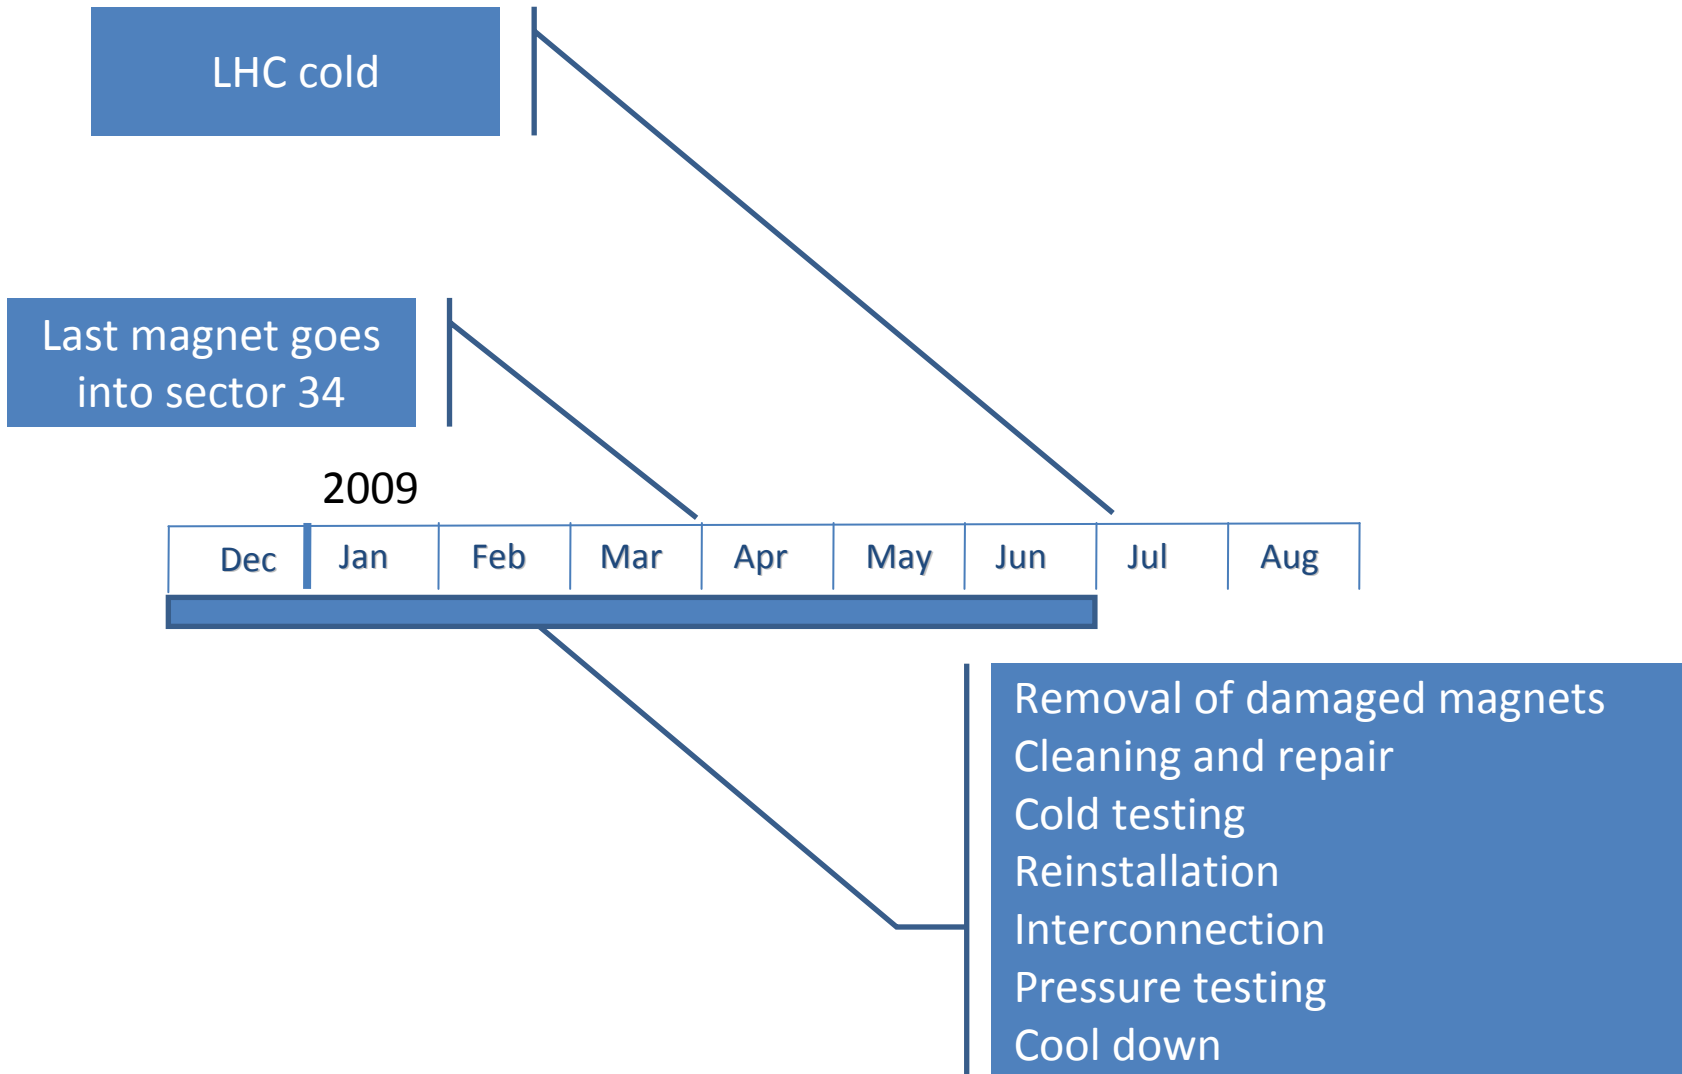 LHC cold
Last magnet goes
into sector 34
2009
Dec Jan Feb Mar Apr May Jun Jul Aug
Removal of damaged magnets
Cleaning and repair
Cold testing
Reinstallation
Interconnection
Pressure testing
Cool down